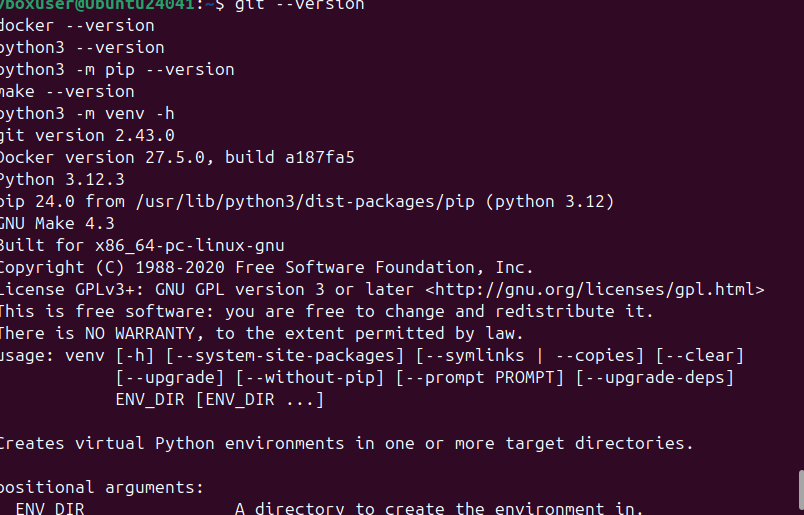 vboxuser@Ubuntu24041:~$ git --version
docker --version
python3 --version
python3 -m pip --version
make --version
python3 -m venv -h
git version 2.43.0
Docker version 27.5.0, build a187fa5
Python 3.12.3
pip 24.0 from /usr/lib/python3/dist-packages/pip (python 3.12)
GNU Make 4.3
Built for x86_64-pc-linux-gnu
Copyright (C) 1988-2020 Free Software Foundation, Inc.
License GPLv3+: GNU GPL version 3 or later <http://gnu.org/licenses/gpl.html>
This is free software: you are free to change and redistribute it.
There is NO WARRANTY, to the extent permitted by law.
usage: venv [-h] [--system-site-packages] [--symlinks | --copies] [--clear]
            [--upgrade] [--without-pip] [--prompt PROMPT] [--upgrade-deps]
            ENV_DIR [ENV_DIR ...]

Creates virtual Python environments in one or more target directories.

positional arguments:
  ENV_DIR               A directory to create the environment in.